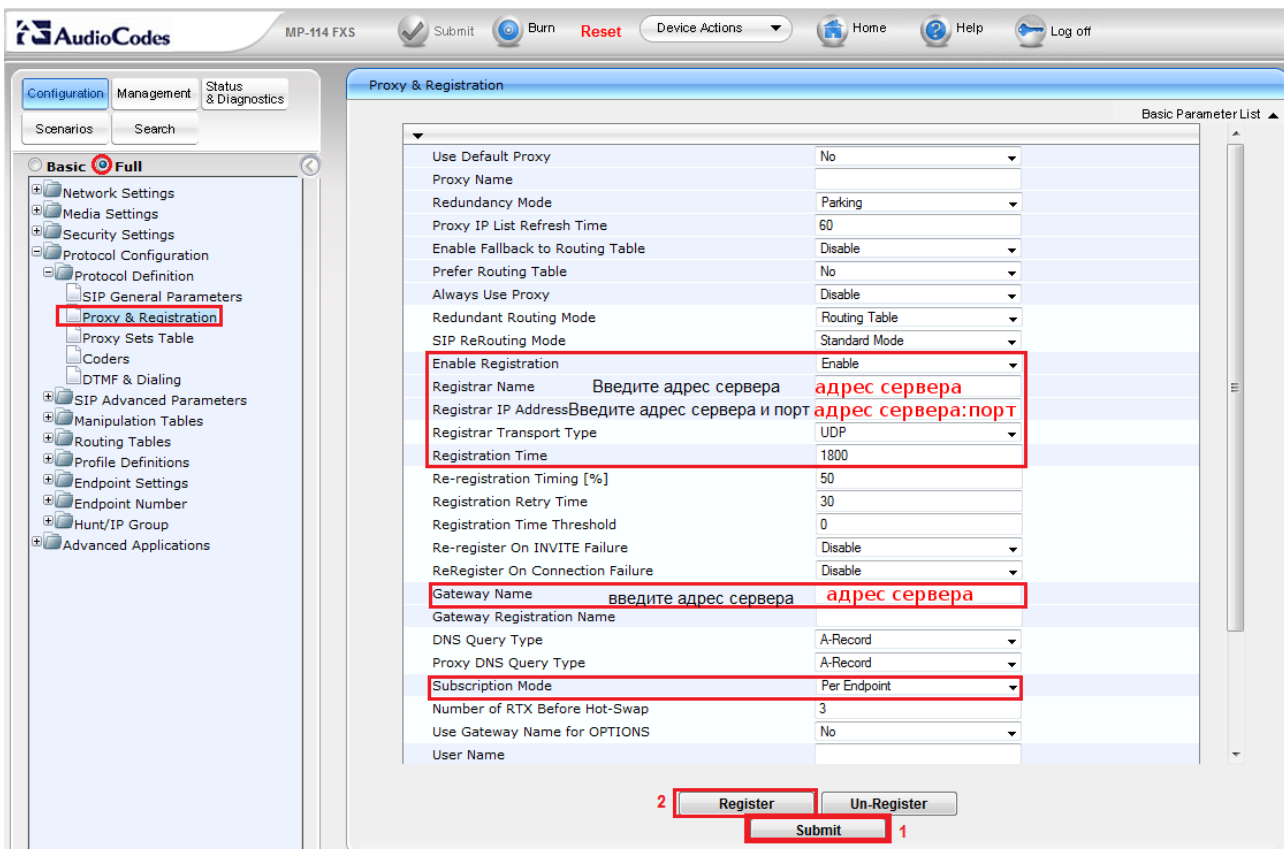 AudioCodes MP-114 FXS Submit Burn Reset Device Actions Home Help Log off
Configuration Management Status & Diagnostics
Scenarios Search
Basic Full
Network Settings
Media Settings
Security Settings
Protocol Configuration
Protocol Definition
SIP General Parameters
Proxy & Registration
Proxy Sets Table
Coders
DTMF & Dialing
SIP Advanced Parameters
Manipulation Tables
Routing Tables
Profile Definitions
Endpoint Settings
Endpoint Number
Hunt/IP Group
Advanced Applications
Proxy & Registration
Basic Parameter List
Use Default Proxy No
Proxy Name
Redundancy Mode Parking
Proxy IP List Refresh Time 60
Enable Fallback to Routing Table Disable
Prefer Routing Table No
Always Use Proxy Disable
Redundant Routing Mode Routing Table
SIP ReRouting Mode Standard Mode
Enable Registration Enable
Registrar Name Введите адрес сервера адрес сервера
Registrar IP Address Введите адрес сервера и порт адрес сервера:порт
Registrar Transport Type UDP
Registration Time 1800
Re-registration Timing [%] 50
Registration Retry Time 30
Registration Time Threshold 0
Re-register On INVITE Failure Disable
ReRegister On Connection Failure Disable
Gateway Name введите адрес сервера адрес сервера
Gateway Registration Name
DNS Query Type A-Record
Proxy DNS Query Type A-Record
Subscription Mode Per Endpoint
Number of RTX Before Hot-Swap 3
Use Gateway Name for OPTIONS No
User Name
2 Register Un-Register
Submit 1